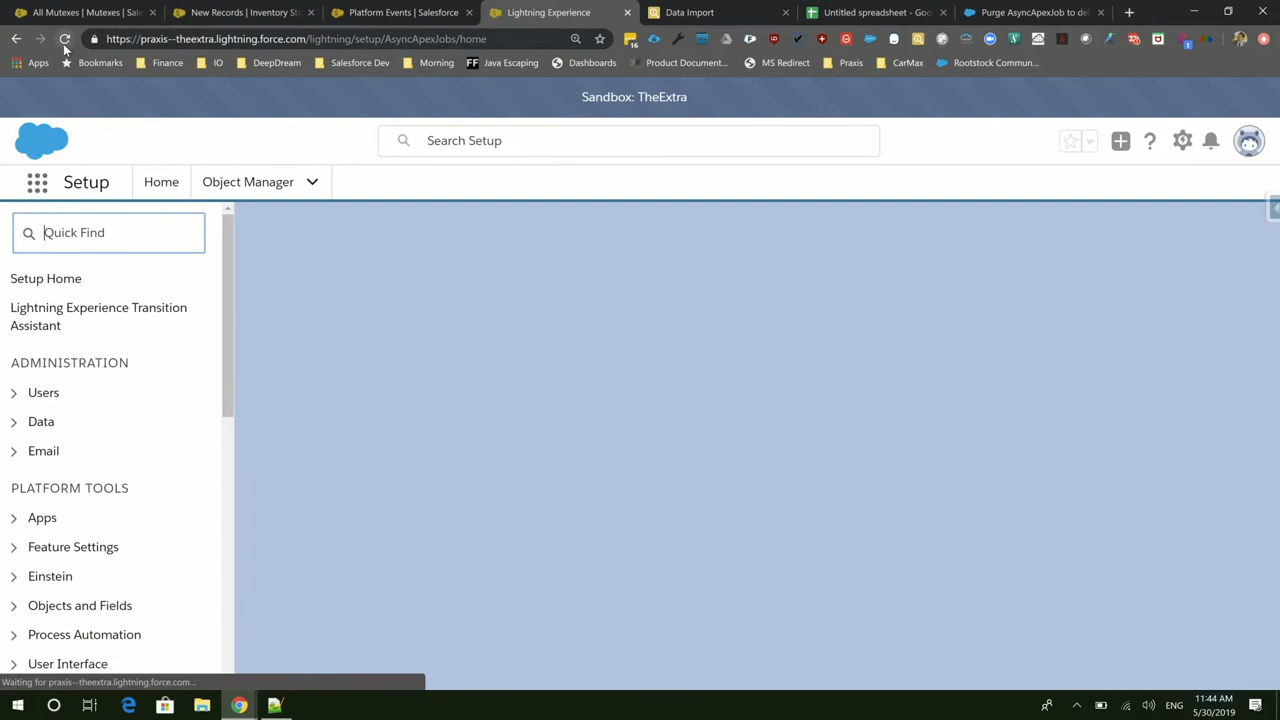 All Mutexes | Mutexes | Sal
New Records | Inventory St
Platform Events | Salesforce
Lightning Experience
Data Import
Untitled spreadsheet - Goo
Purge AsyncApexJob to de
https://praxis--theextra.lightning.force.com/lightning/setup/AsyncApexJobs/home
16
1
Apps
Bookmarks
Finance
IO
DeepDream
Salesforce Dev
Morning
FF Java Escaping
Dashboards
Product Document...
MS Redirect
Praxis
CarMax
Rootstock Commun...
Sandbox: TheExtra
Search Setup
Setup
Home
Object Manager
Quick Find
Setup Home
Lightning Experience Transition
Assistant
ADMINISTRATION
Users
Data
Email
PLATFORM TOOLS
Apps
Feature Settings
Einstein
Objects and Fields
Process Automation
User Interface
Waiting for praxis--theextra.lightning.force.com...
ENG
11:44 AM
5/30/2019